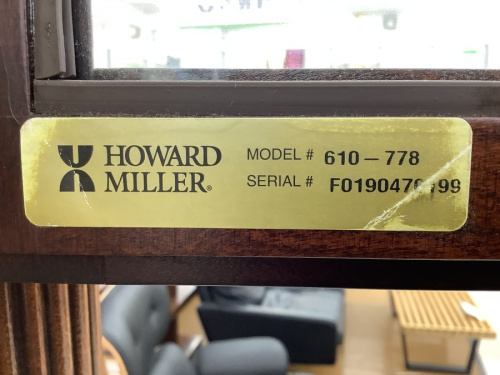 HOWARD MILLER®
MODEL # 610-778
SERIAL #